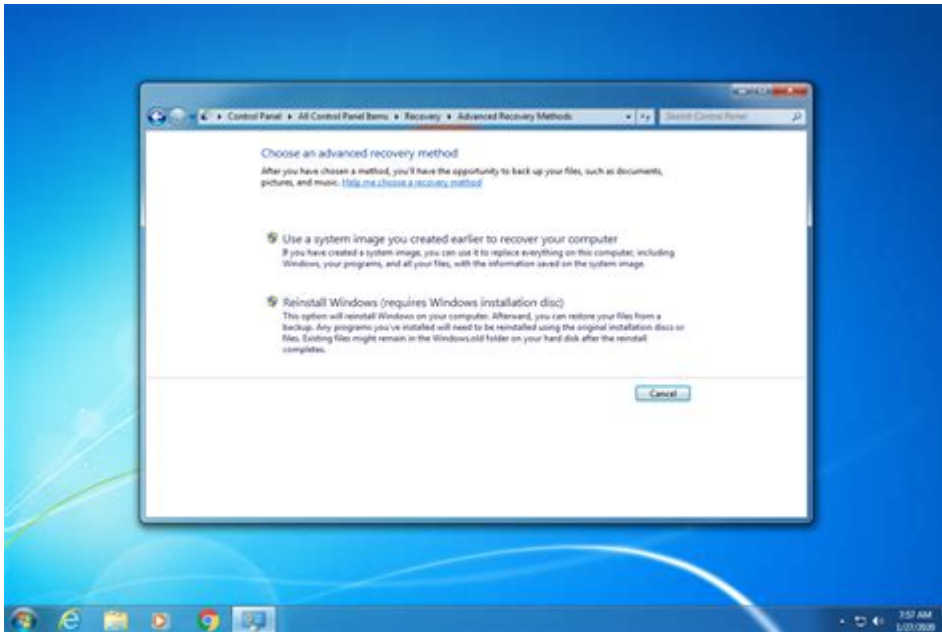 Control Panel ▸ All Control Panel Items ▸ Recovery ▸ Advanced Recovery Methods
Search Control Panel
Choose an advanced recovery method
After you have chosen a method, you'll have the opportunity to back up your files, such as documents,
pictures, and music. Help me choose a recovery method
Use a system image you created earlier to recover your computer
If you have created a system image, you can use it to replace everything on this computer, including
Windows, your programs, and all your files, with the information saved on the system image.
Reinstall Windows (requires Windows installation disc)
This option will reinstall Windows on your computer. Afterward, you can restore your files from a
backup. Any programs you've installed will need to be reinstalled using the original installation discs or
files. Existing files might remain in the Windows.old folder on your hard disk after the reinstall
completes.
Cancel
7:57 AM
1/27/2020